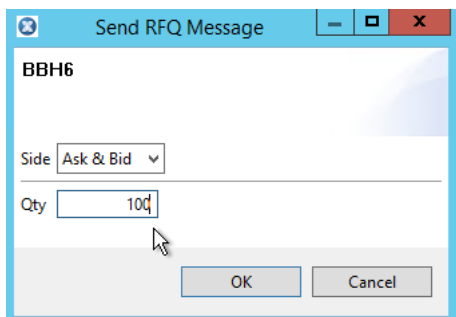 Send RFQ Message
BBH6
Side Ask & Bid
Qty 100
OK Cancel